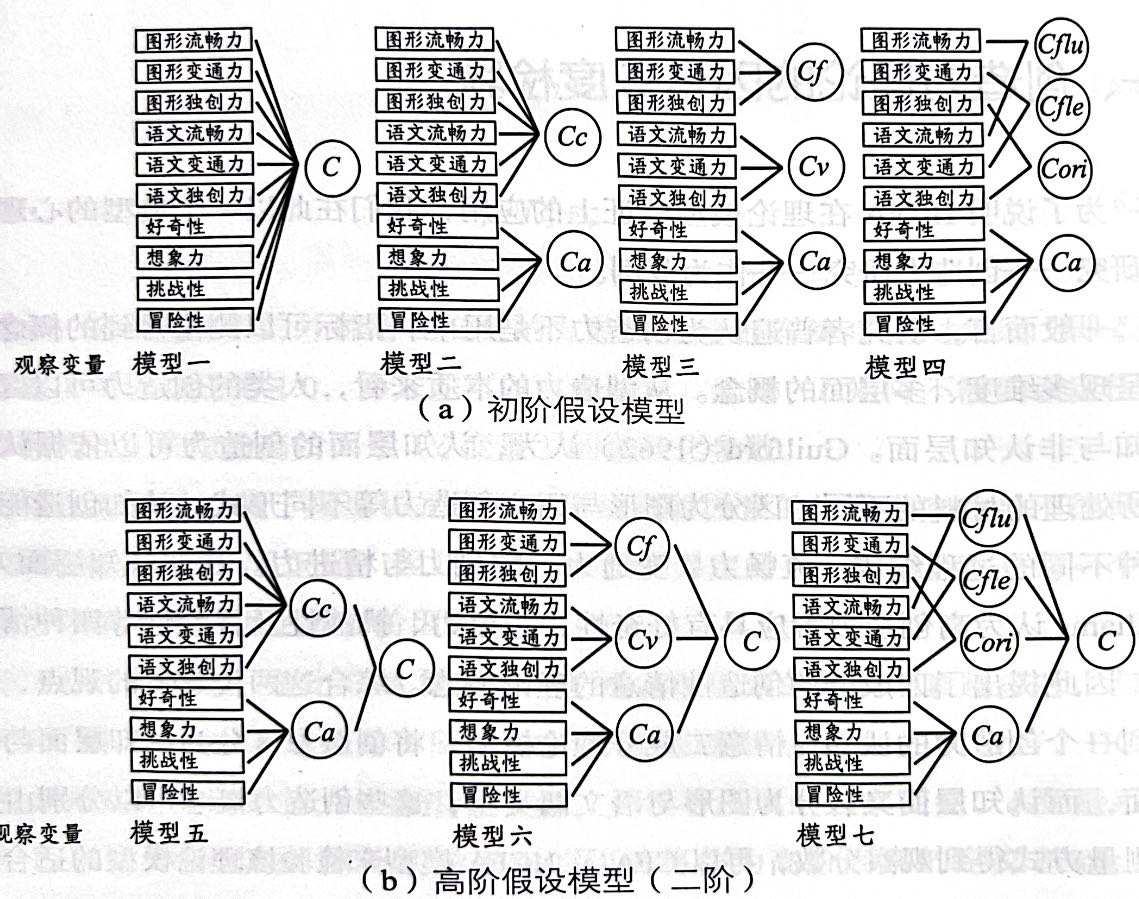 图形流畅力
图形变通力
图形独创力
语文流畅力
语文变通力
语文独创力
好奇性
想象力
挑战性
冒险性
C
图形流畅力
图形变通力
图形独创力
语文流畅力
语文变通力
语文独创力
好奇性
想象力
挑战性
冒险性
Cc
Ca
图形流畅力
图形变通力
图形独创力
语文流畅力
语文变通力
语文独创力
好奇性
想象力
挑战性
冒险性
Cf
Cv
Ca
图形流畅力
图形变通力
图形独创力
语文流畅力
语文变通力
语文独创力
好奇性
想象力
挑战性
冒险性
Cflu
Cfle
Cori
Ca
观察变量 模型一 模型二 模型三 模型四
(a)初阶假设模型
图形流畅力
图形变通力
图形独创力
语文流畅力
语文变通力
语文独创力
好奇性
想象力
挑战性
冒险性
Cc
Ca
C
图形流畅力
图形变通力
图形独创力
语文流畅力
语文变通力
语文独创力
好奇性
想象力
挑战性
冒险性
Cf
Cv
Ca
C
图形流畅力
图形变通力
图形独创力
语文流畅力
语文变通力
语文独创力
好奇性
想象力
挑战性
冒险性
Cflu
Cfle
Cori
Ca
C
观察变量 模型五 模型六 模型七
(b)高阶假设模型(二阶)